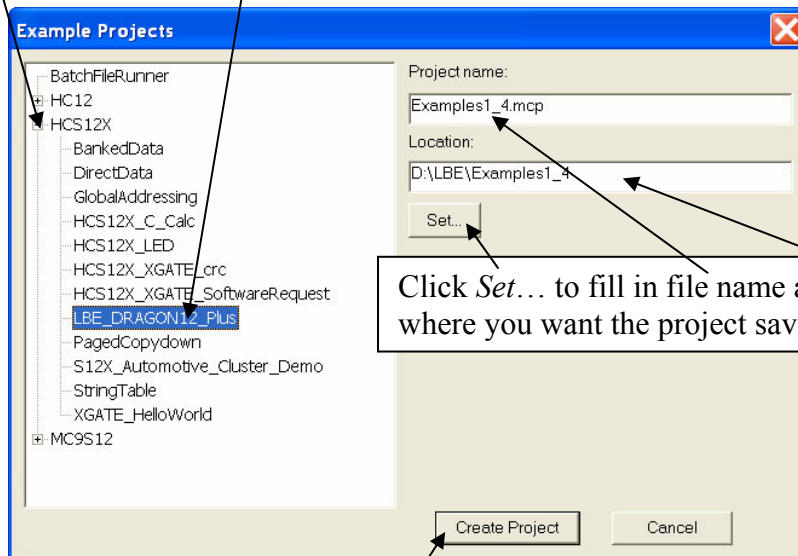 Example Projects
BatchFileRunner
HC12
HCS12X
BankedData
DirectData
GlobalAddressing
HCS12X_C_Calc
HCS12X_LED
HCS12X_XGATE_crc
HCS12X_XGATE_SoftwareRequest
LBE_DRAGON12_Plus
PagedCopydown
S12X_Automotive_Cluster_Demo
StringTable
XGATE_HelloWorld
MC9S12
Project name:
Examples1_4.mcp
Location:
D:\LBE\Examples1_4
Set...
Click Set… to fill in file name a
where you want the project sav
Create Project
Cancel